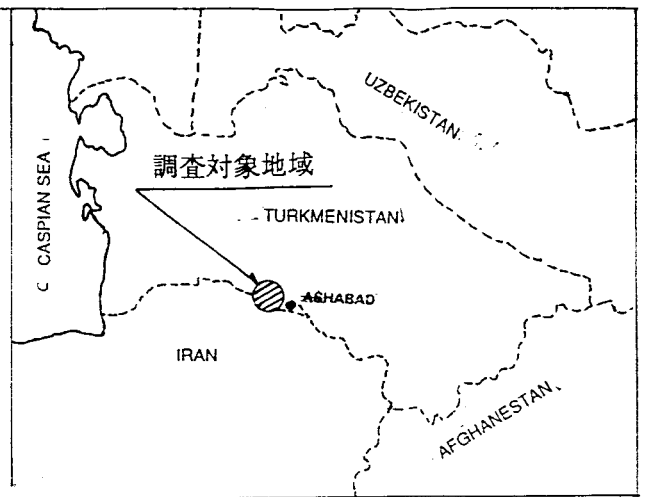 UZBEKISTAN
CASPIAN SEA
調査対象地域
TURKMENISTAN
ASHABAD
IRAN
AFGHANESTAN